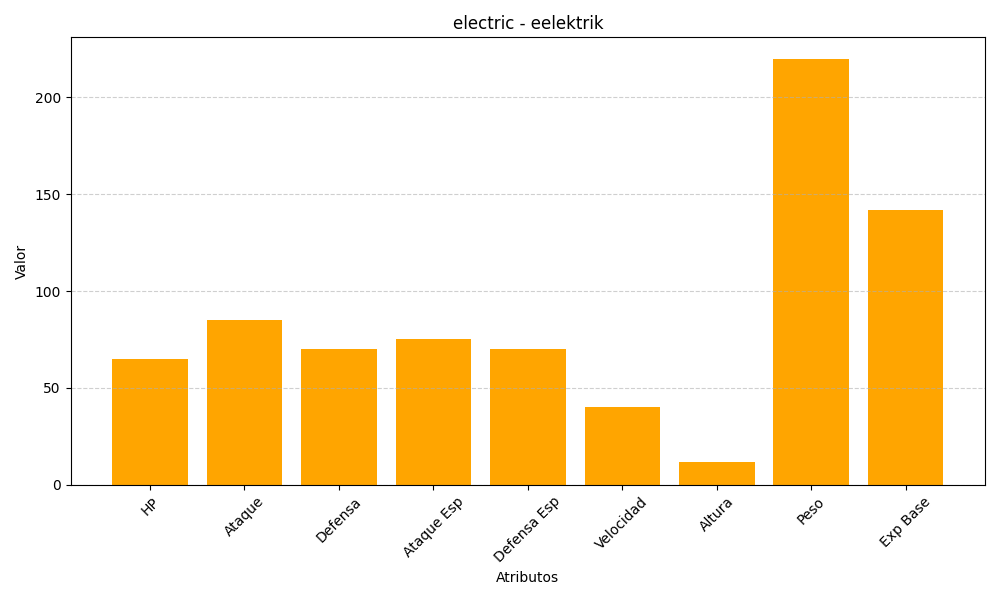 electric - eelektrik
Valor
200
150
100
50
0
HP
Ataque
Defensa
Ataque Esp
Defensa Esp
Velocidad
Altura
Peso
Exp Base
Atributos